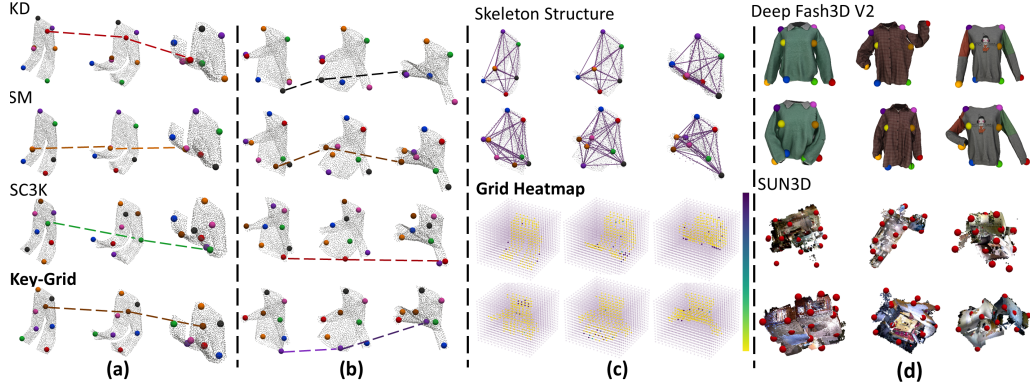 KD
SM
SC3K
Key-Grid
Skeleton Structure
Grid Heatmap
Deep Fash3D V2
SUN3D
(a)
(b)
(c)
(d)